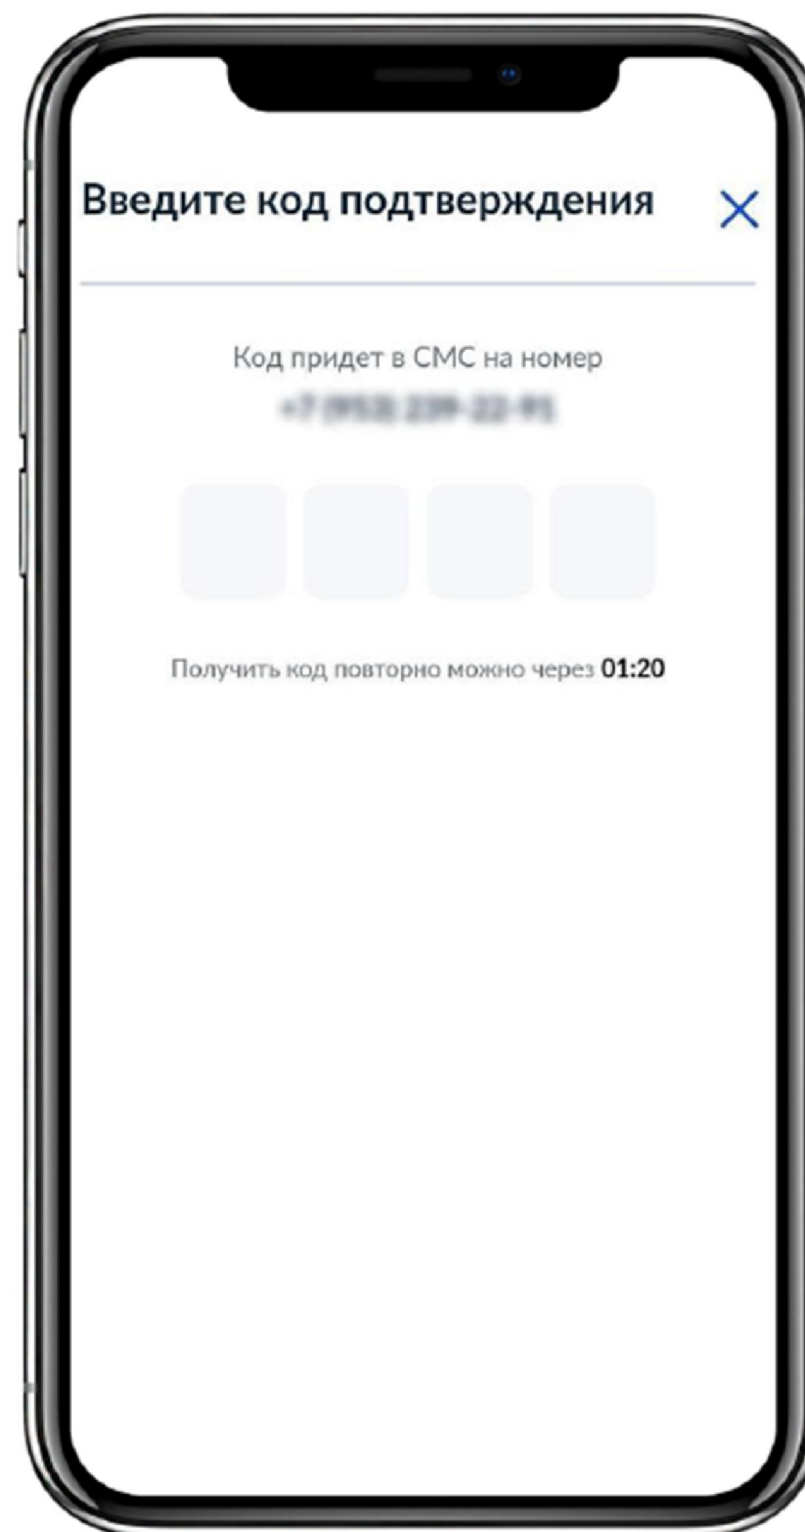 Введите код подтверждения
Код придет в СМС на номер
Получить код повторно можно через 01:20